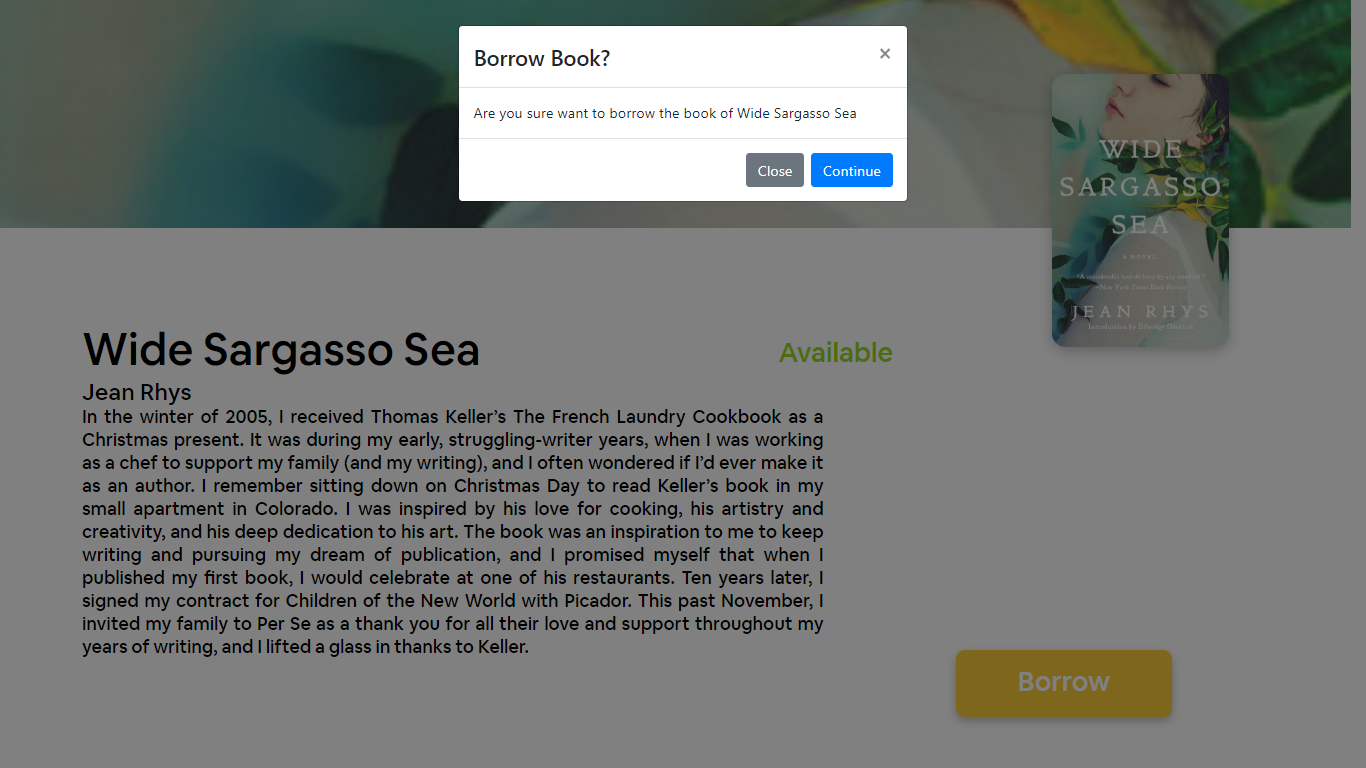 Borrow Book?
×
Are you sure want to borrow the book of Wide Sargasso Sea
Close
Continue
WIDE
SARGASSO
SEA
A NOVEL
JEAN RHYS
Introduction by Edwidge Danticat
Wide Sargasso Sea
Available
Jean Rhys
In the winter of 2005, I received Thomas Keller’s The French Laundry Cookbook as a
Christmas present. It was during my early, struggling-writer years, when I was working
as a chef to support my family (and my writing), and I often wondered if I’d ever make it
as an author. I remember sitting down on Christmas Day to read Keller’s book in my
small apartment in Colorado. I was inspired by his love for cooking, his artistry and
creativity, and his deep dedication to his art. The book was an inspiration to me to keep
writing and pursuing my dream of publication, and I promised myself that when I
published my first book, I would celebrate at one of his restaurants. Ten years later, I
signed my contract for Children of the New World with Picador. This past November, I
invited my family to Per Se as a thank you for all their love and support throughout my
years of writing, and I lifted a glass in thanks to Keller.
Borrow